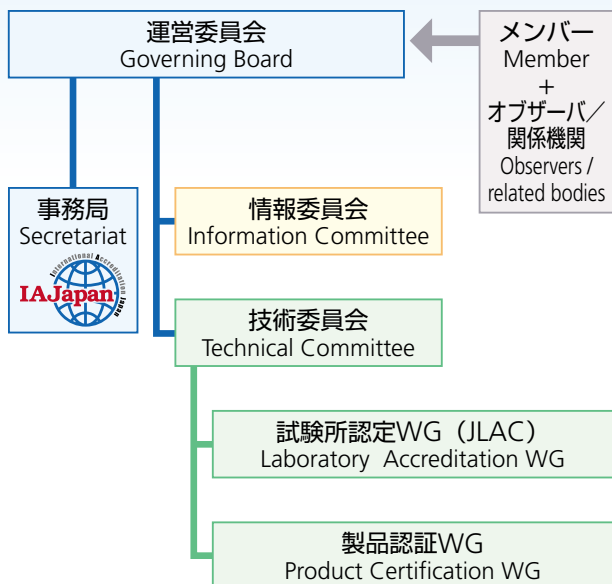 運営委員会
Governing Board
メンバー
Member
+
オブザーバ／
関係機関
Observers /
related bodies
事務局
Secretariat
International Accreditation Japan
IAJapan
情報委員会
Information Committee
技術委員会
Technical Committee
試験所認定WG（JLAC）
Laboratory Accreditation WG
製品認証WG
Product Certification WG